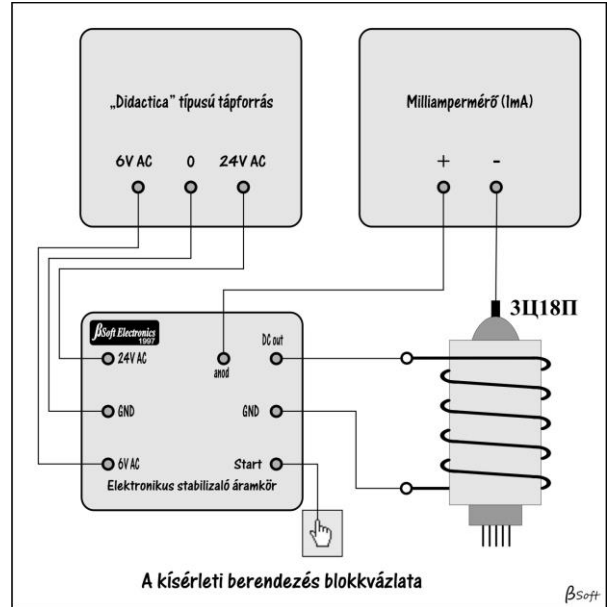 „Didactica” típusú tápforrás
6V AC 0 24V AC
Milliampermérő (1mA)
+ -
3Ц18П
βSoft Electronics
1997
24V AC
anod
DC out
GND
GND
6V AC
Start
Elektronikus stabilizaló áramkör
A kísérleti berendezés blokkvázlata
βSoft